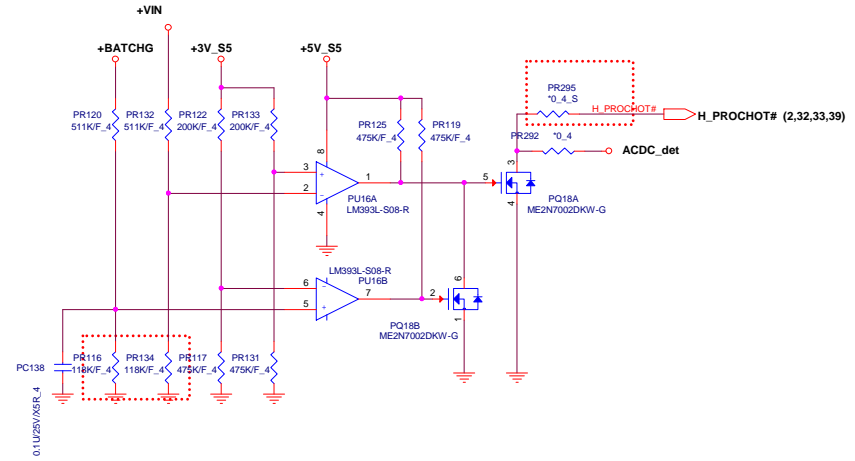 +VIN
+BATCHG
+3V_S5
+5V_S5
PR120
511K/F_4
PR132
511K/F_4
PR122
200K/F_4
PR133
200K/F_4
PR125
475K/F_4
PR119
475K/F_4
PR295
*0_4_S
H_PROCHOT#
H_PROCHOT# (2,32,33,39)
PR292
*0_4
ACDC_det
8
3
+
2
-
1
4
PU16A
LM393L-S08-R
5
3
4
PQ18A
ME2N7002DKW-G
LM393L-S08-R
PU16B
6
-
5
+
7
2
6
1
PQ18B
ME2N7002DKW-G
PC138
0.1U/25V/X5R_4
PR116
118K/F_4
PR134
118K/F_4
PR117
475K/F_4
PR131
475K/F_4